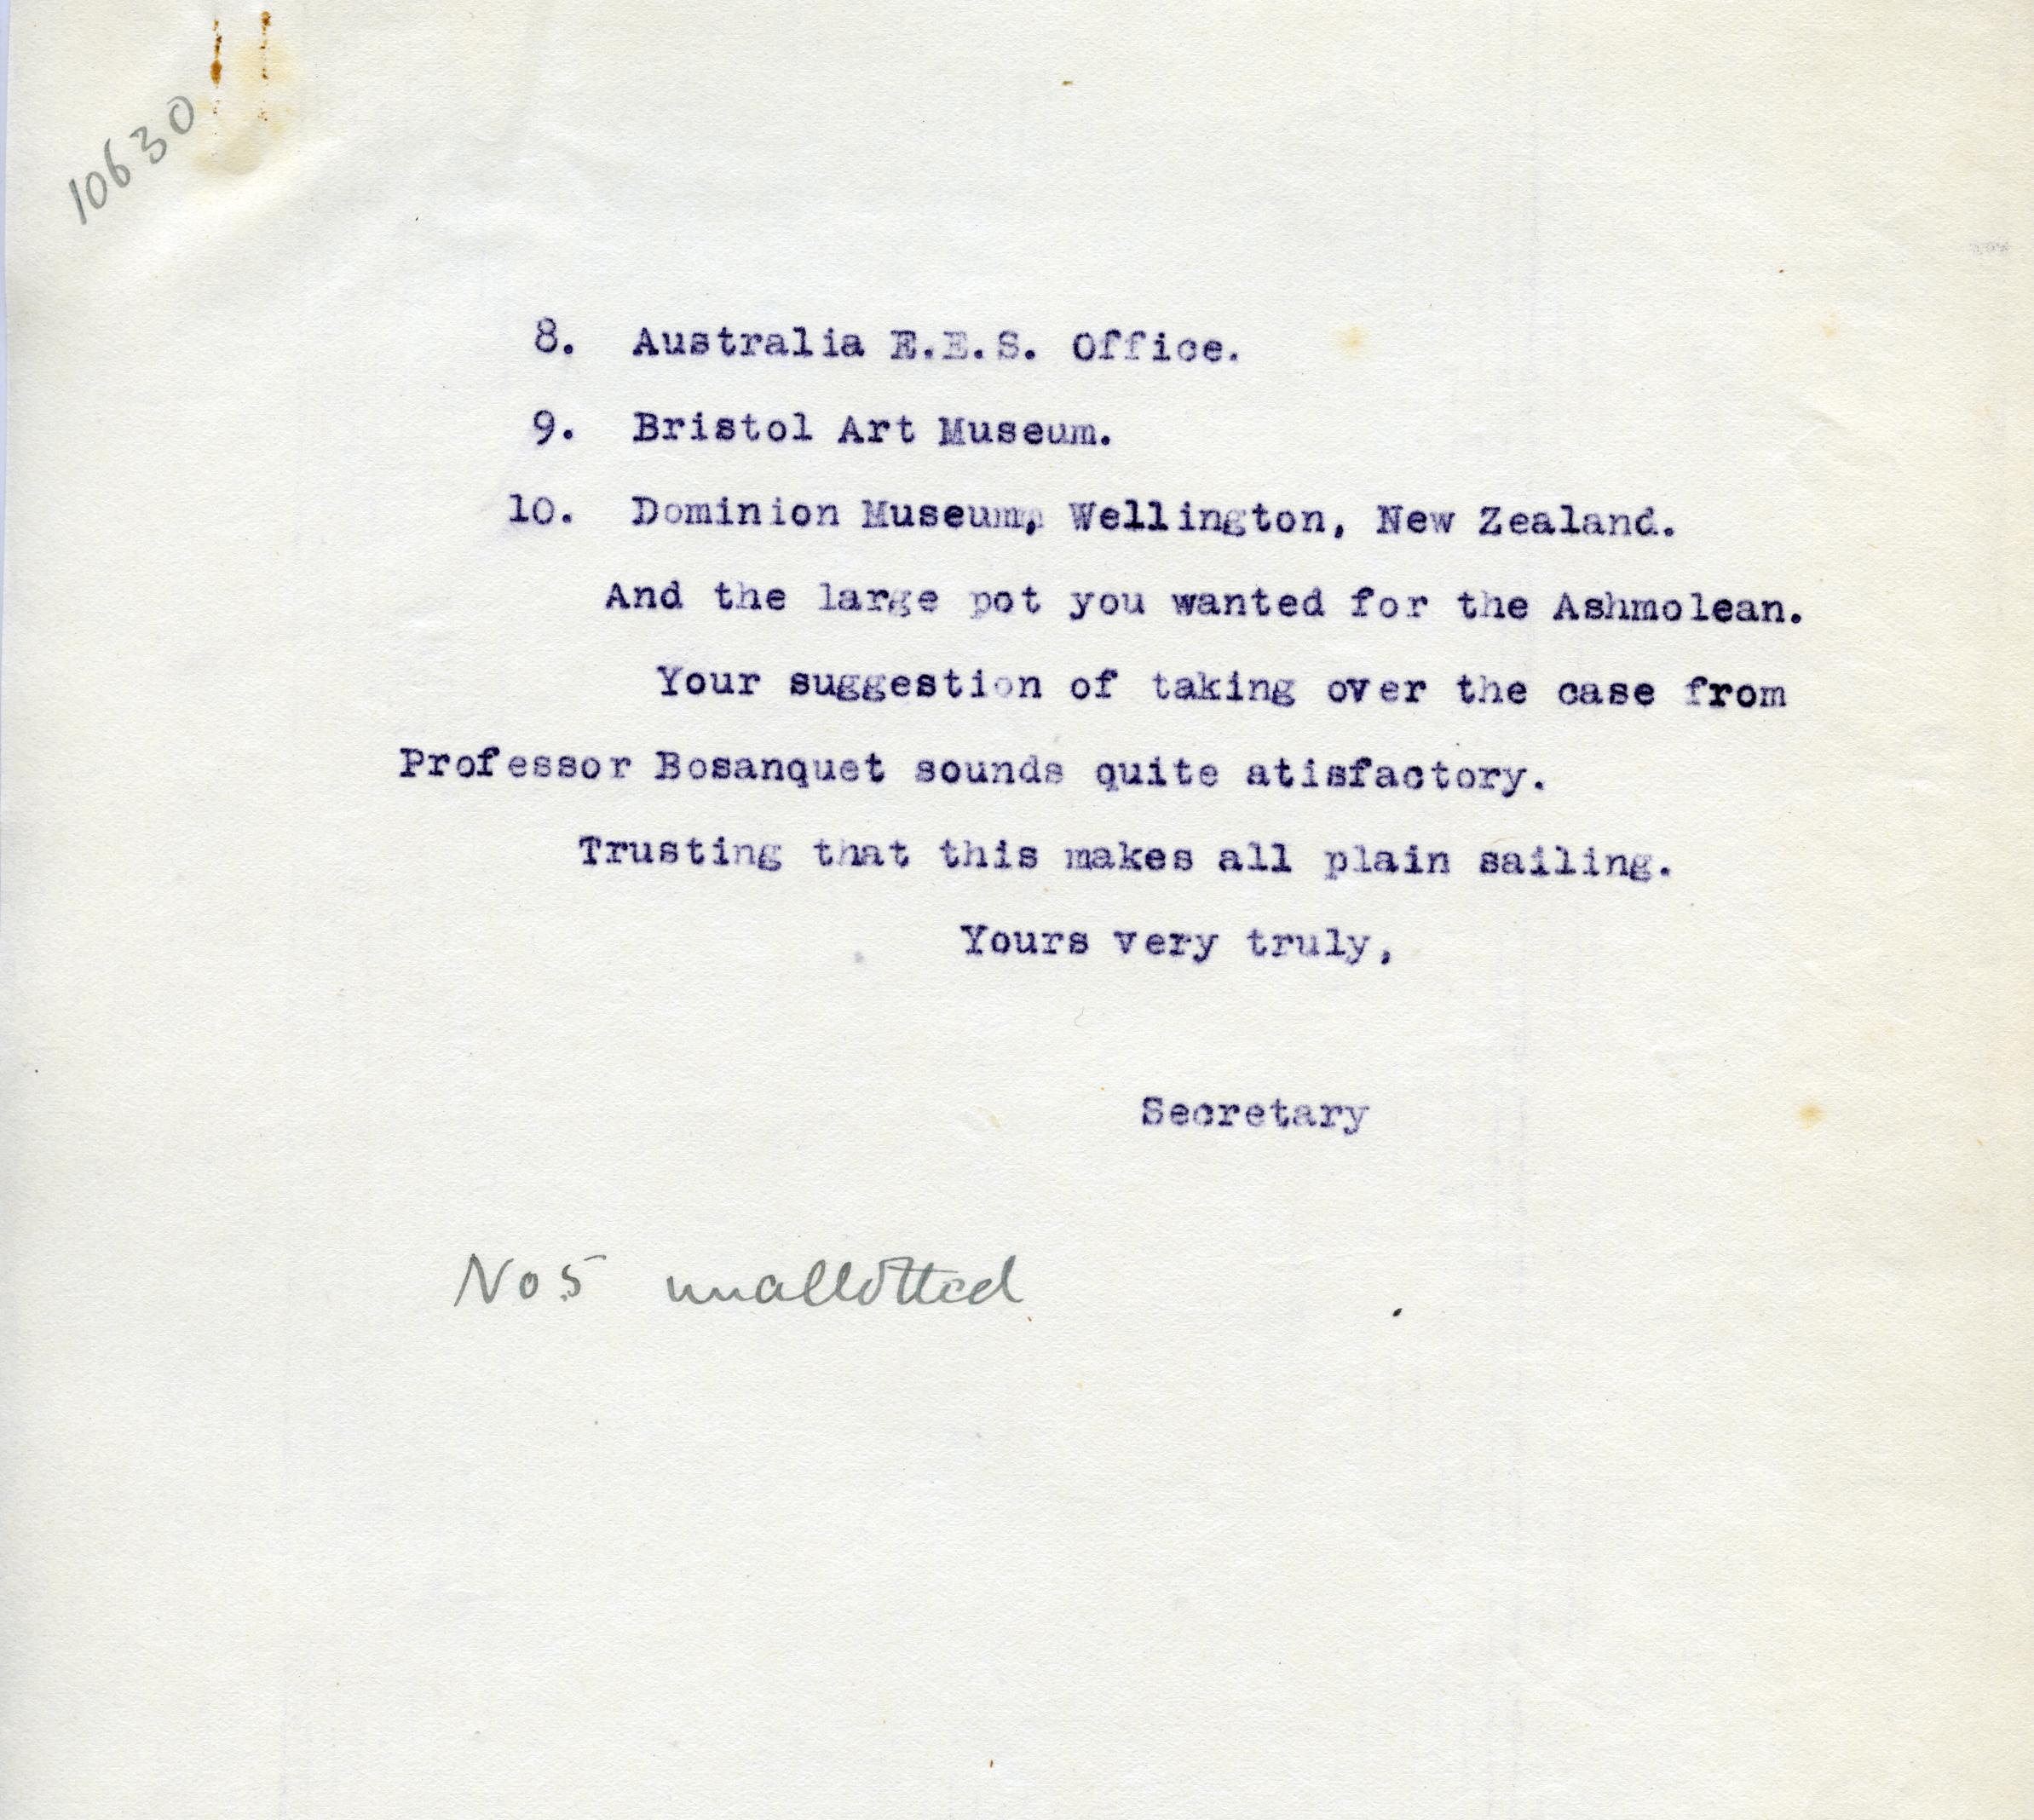 10630
8. Australia E.E.S. Office.
9. Bristol Art Museum.
10. Dominion Museum, Wellington, New Zealand.
And the large pot you wanted for the Ashmolean.
Your suggestion of taking over the case from
Professor Bosanquet sounds quite atisfactory.
Trusting that this makes all plain sailing.
Yours very truly,
Secretary
No 5 unallotted